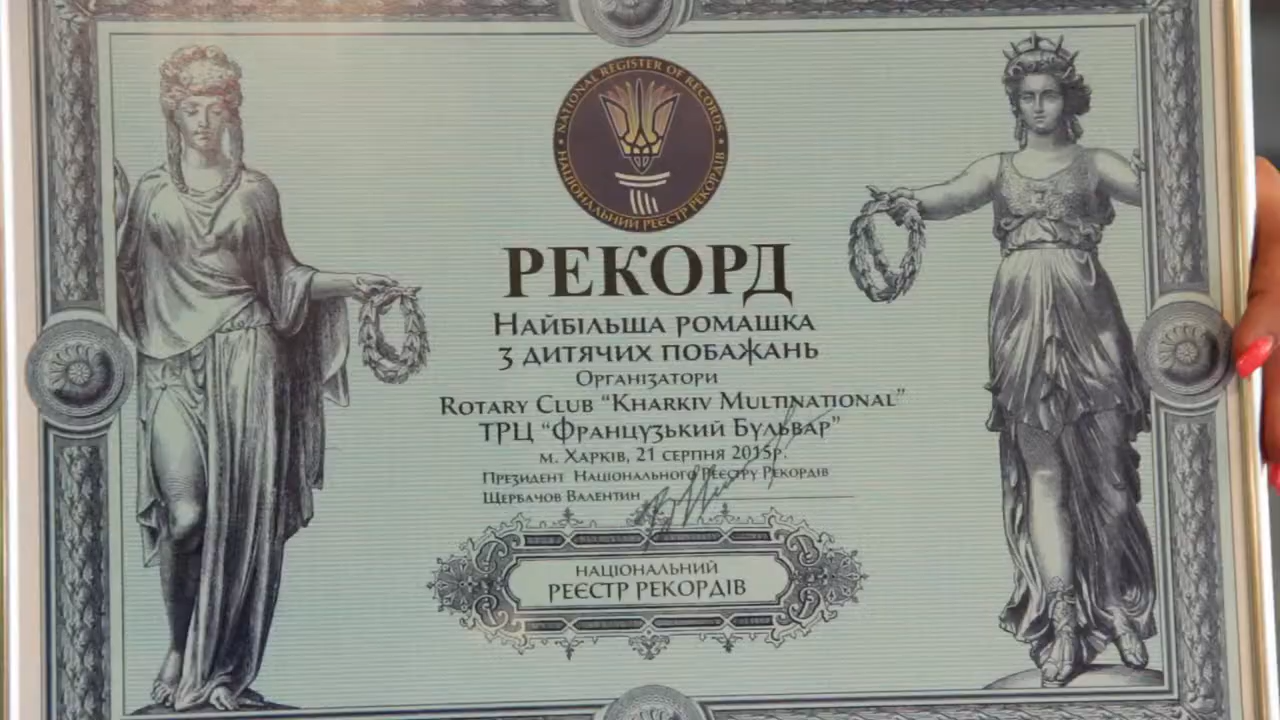 NATIONAL REGISTER OF RECORDS
НАЦІОНАЛЬНИЙ РЕЄСТР РЕКОРДІВ
РЕКОРД
НАЙБІЛЬША РОМАШКА
З ДИТЯЧИХ ПОБАЖАНЬ
ОРГАНІЗАТОРИ
ROTARY CLUB “KHARKIV MULTINATIONAL”
ТРЦ “ФРАНЦУЗЬКИЙ БУЛЬВАР”
М. ХАРКІВ, 21 СЕРПНЯ 2015Р.
ПРЕЗИДЕНТ НАЦІОНАЛЬНОГО РЕЄСТРУ РЕКОРДІВ
ЩЕРБАЧОВ ВАЛЕНТИН
НАЦІОНАЛЬНИЙ
РЕЄСТР РЕКОРДІВ